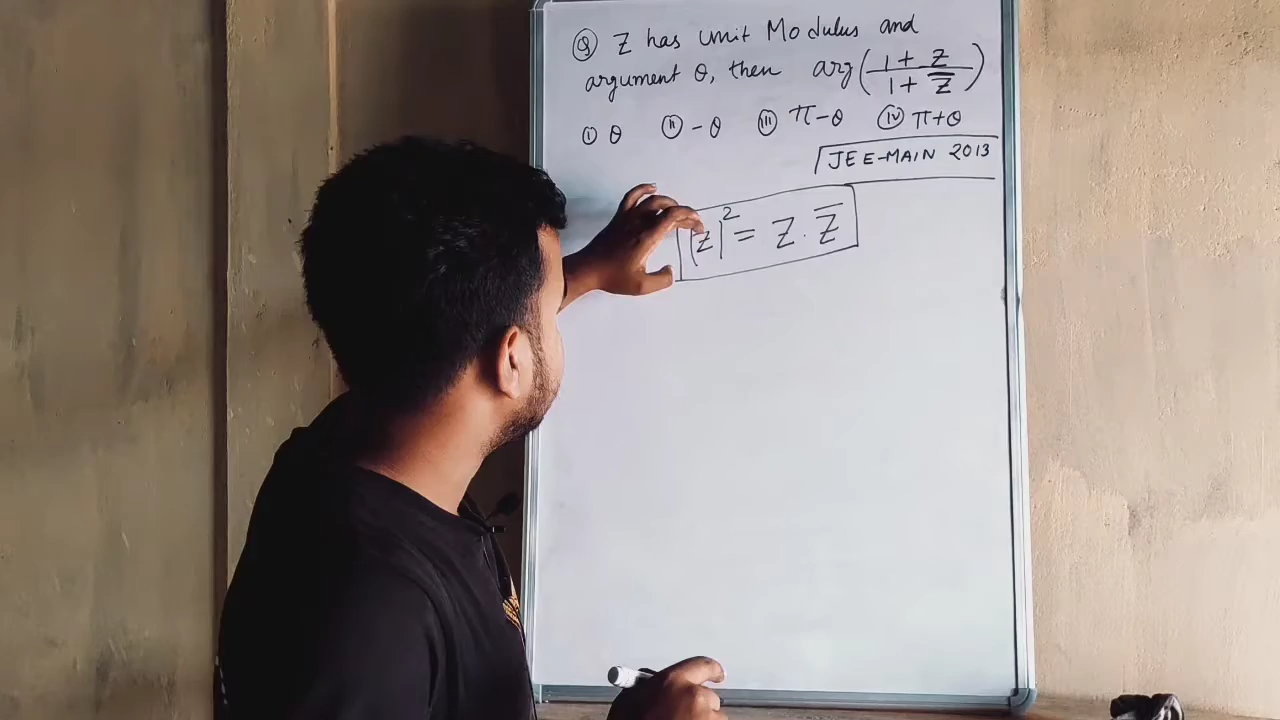 Q Z has unit Modulus and
argument θ, then arg(1 + z / 1 + z̅)
(i) θ (ii) - θ (iii) π-θ (iv) π+θ
JEE-MAIN 2013
|z|² = z . z̅